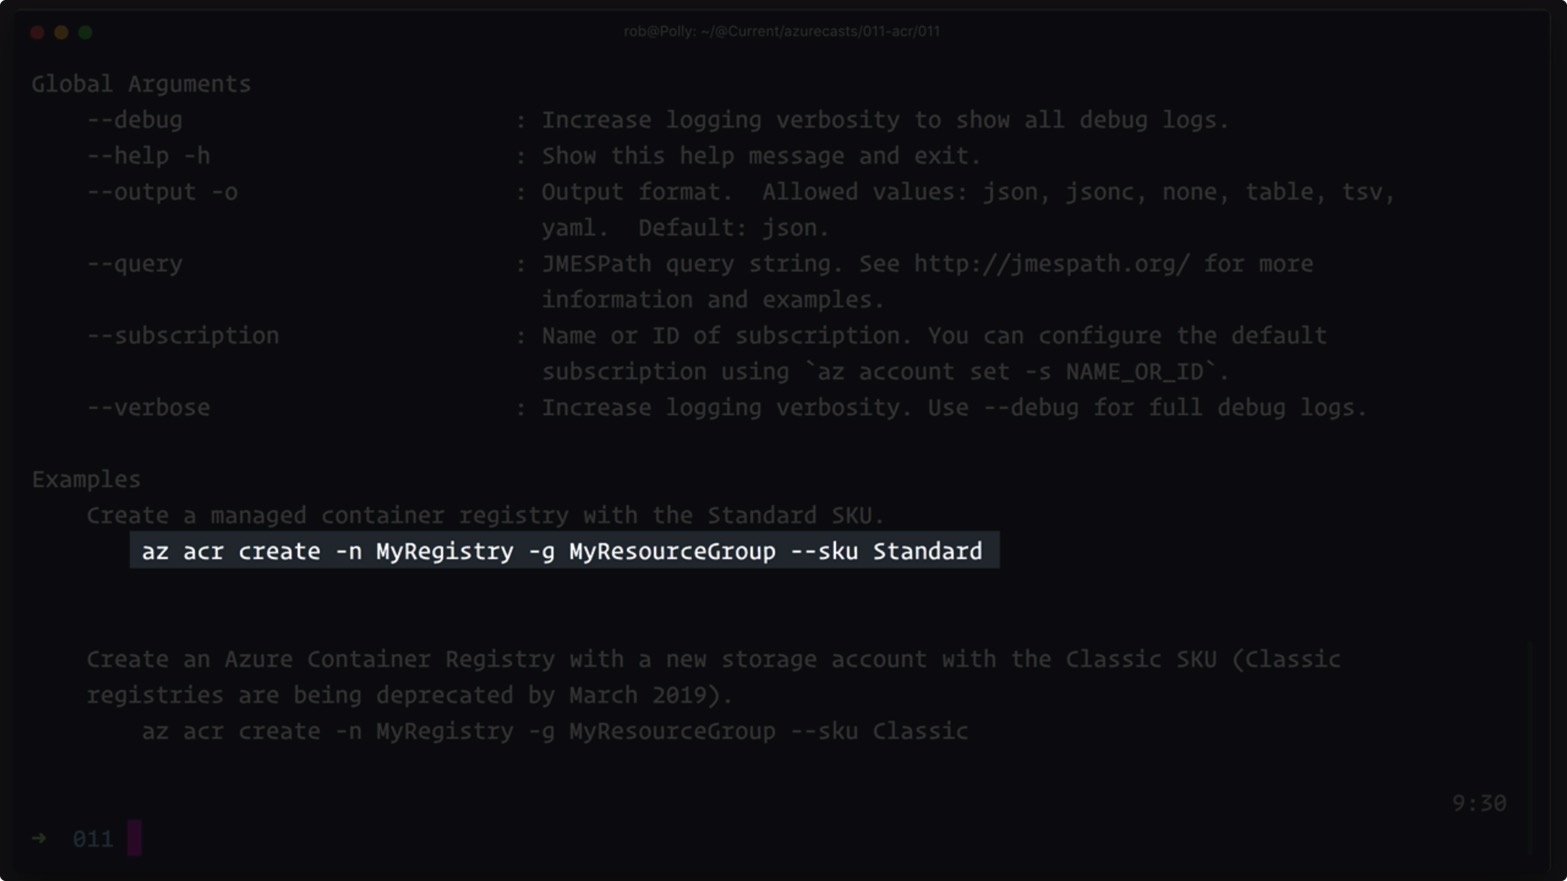 rob@Polly: ~/@Current/azurecasts/011-acr/011
Global Arguments
--debug : Increase logging verbosity to show all debug logs.
--help -h : Show this help message and exit.
--output -o : Output format.  Allowed values: json, jsonc, none, table, tsv,
yaml.  Default: json.
--query : JMESPath query string. See http://jmespath.org/ for more
information and examples.
--subscription : Name or ID of subscription. You can configure the default
subscription using `az account set -s NAME_OR_ID`.
--verbose : Increase logging verbosity. Use --debug for full debug logs.
Examples
Create a managed container registry with the Standard SKU.
az acr create -n MyRegistry -g MyResourceGroup --sku Standard
Create an Azure Container Registry with a new storage account with the Classic SKU (Classic
registries are being deprecated by March 2019).
az acr create -n MyRegistry -g MyResourceGroup --sku Classic
9:30
→ 011